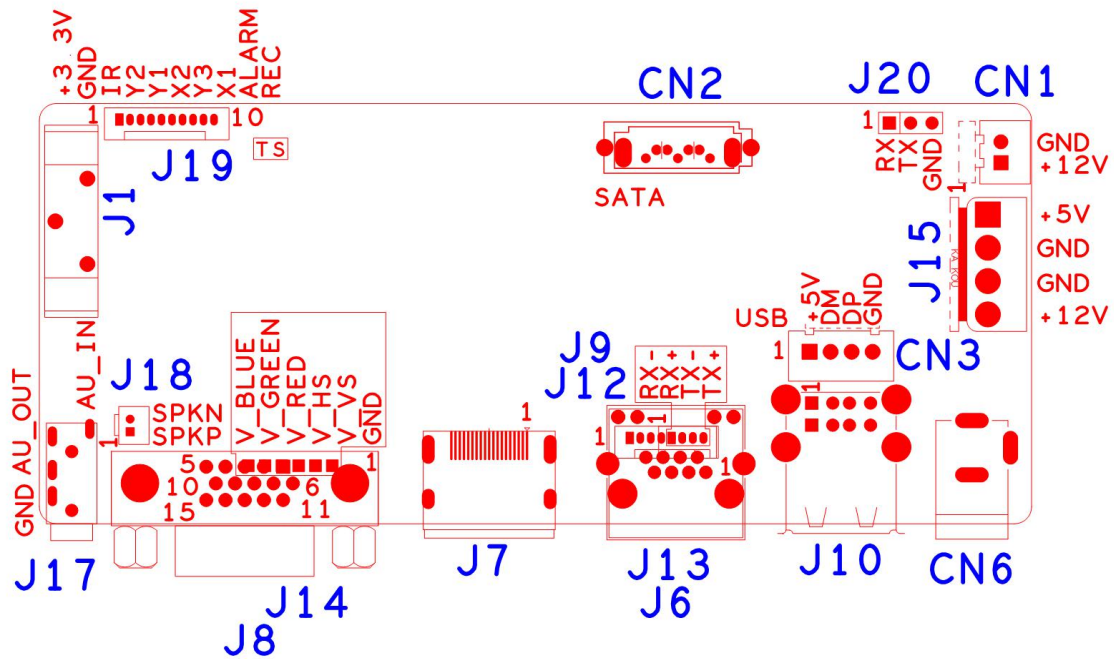 +3.3V
GND
IR
Y2
Y1
X2
Y3
X1
ALARM
REC
1
10
J19
TS
J1
CN2
SATA
J20
1
RX
TX
GND
CN1
GND
+12V
1
J15
KA_KOU
+5V
GND
GND
+12V
USB
+5V
DM
DP
GND
1
CN3
J9
J12
RX -
RX +
TX -
TX +
1
1
1
1
1
AU_IN
AU_OUT
GND
J18
SPKN
SPKP
1
V_BLUE
V_GREEN
V_RED
V_HS
V_VS
GND
5
1
10
6
15
11
J17
J14
J8
J7
J13
J6
J10
CN6